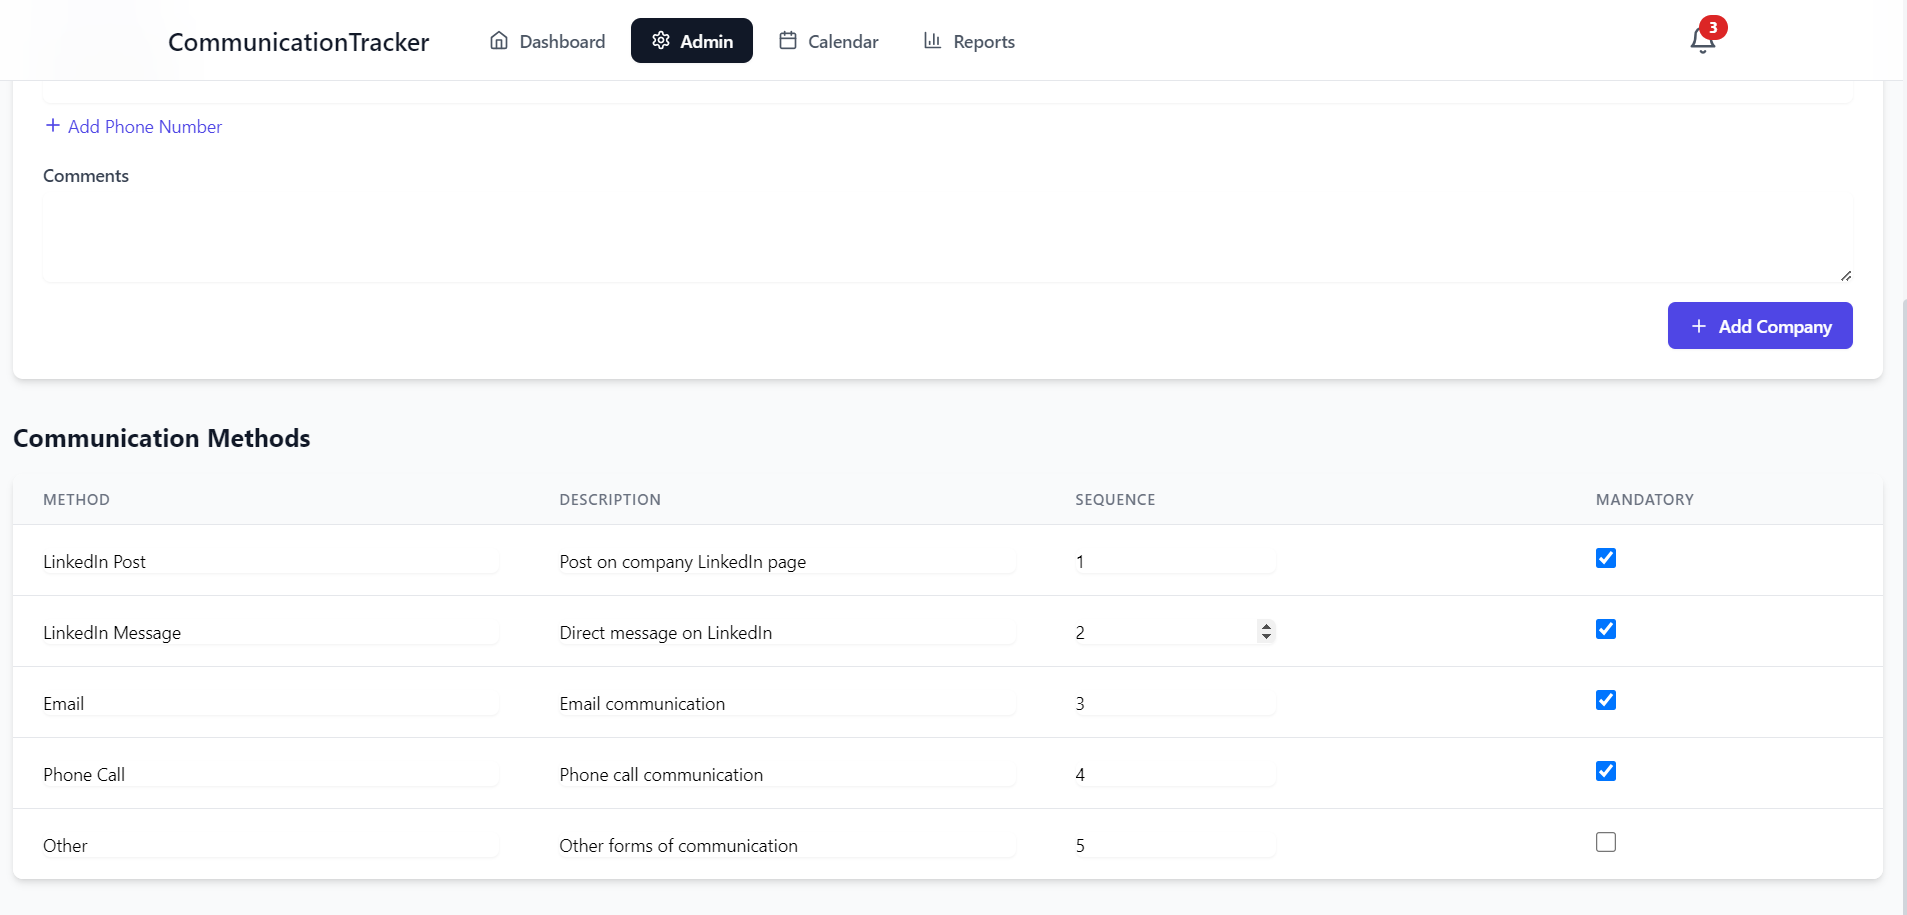 CommunicationTracker Dashboard Admin Calendar Reports 3
+ Add Phone Number
Comments
+ Add Company
Communication Methods
METHOD DESCRIPTION SEQUENCE MANDATORY
LinkedIn Post Post on company LinkedIn page 1
LinkedIn Message Direct message on LinkedIn 2
Email Email communication 3
Phone Call Phone call communication 4
Other Other forms of communication 5